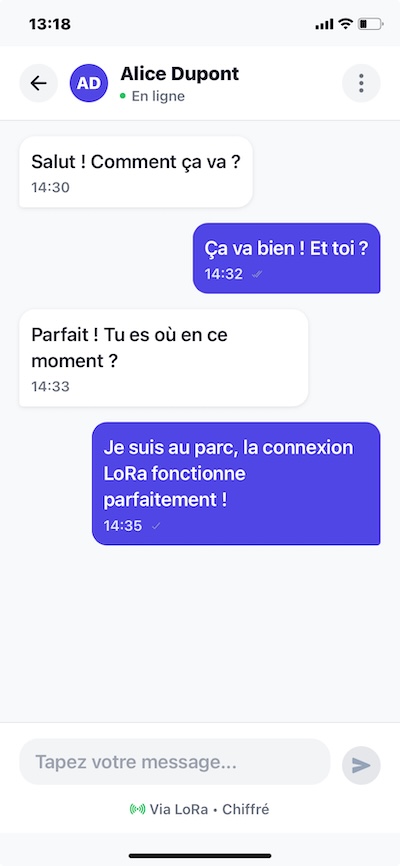 13:18
AD
Alice Dupont
En ligne
Salut ! Comment ça va ?
14:30
Ça va bien ! Et toi ?
14:32
Parfait ! Tu es où en ce
moment ?
14:33
Je suis au parc, la connexion
LoRa fonctionne
parfaitement !
14:35
Tapez votre message...
Via LoRa • Chiffré